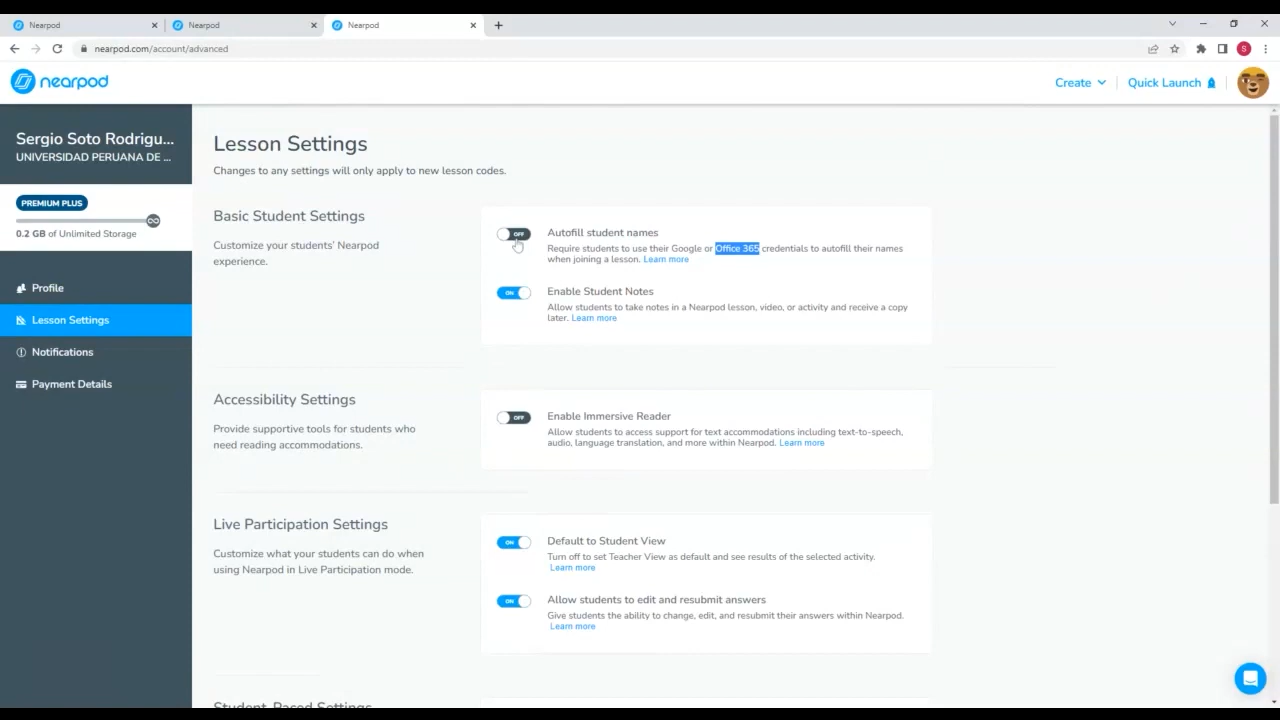 Nearpod
Nearpod
Nearpod
nearpod.com/account/advanced
S
nearpod
Create
Quick Launch
Sergio Soto Rodrigu...
UNIVERSIDAD PERUANA DE ...
PREMIUM PLUS
0.2 GB of Unlimited Storage
Profile
Lesson Settings
Notifications
Payment Details
Lesson Settings
Changes to any settings will only apply to new lesson codes.
Basic Student Settings
Customize your students' Nearpod
experience.
OFF
Autofill student names
Require students to use their Google or Office 365 credentials to autofill their names
when joining a lesson. Learn more
ON
Enable Student Notes
Allow students to take notes in a Nearpod lesson, video, or activity and receive a copy
later. Learn more
Accessibility Settings
Provide supportive tools for students who
need reading accommodations.
OFF
Enable Immersive Reader
Allow students to access support for text accommodations including text-to-speech,
audio, language translation, and more within Nearpod. Learn more
Live Participation Settings
Customize what your students can do when
using Nearpod in Live Participation mode.
ON
Default to Student View
Turn off to set Teacher View as default and see results of the selected activity.
Learn more
ON
Allow students to edit and resubmit answers
Give students the ability to change, edit, and resubmit their answers within Nearpod.
Learn more
Student-Paced Settings